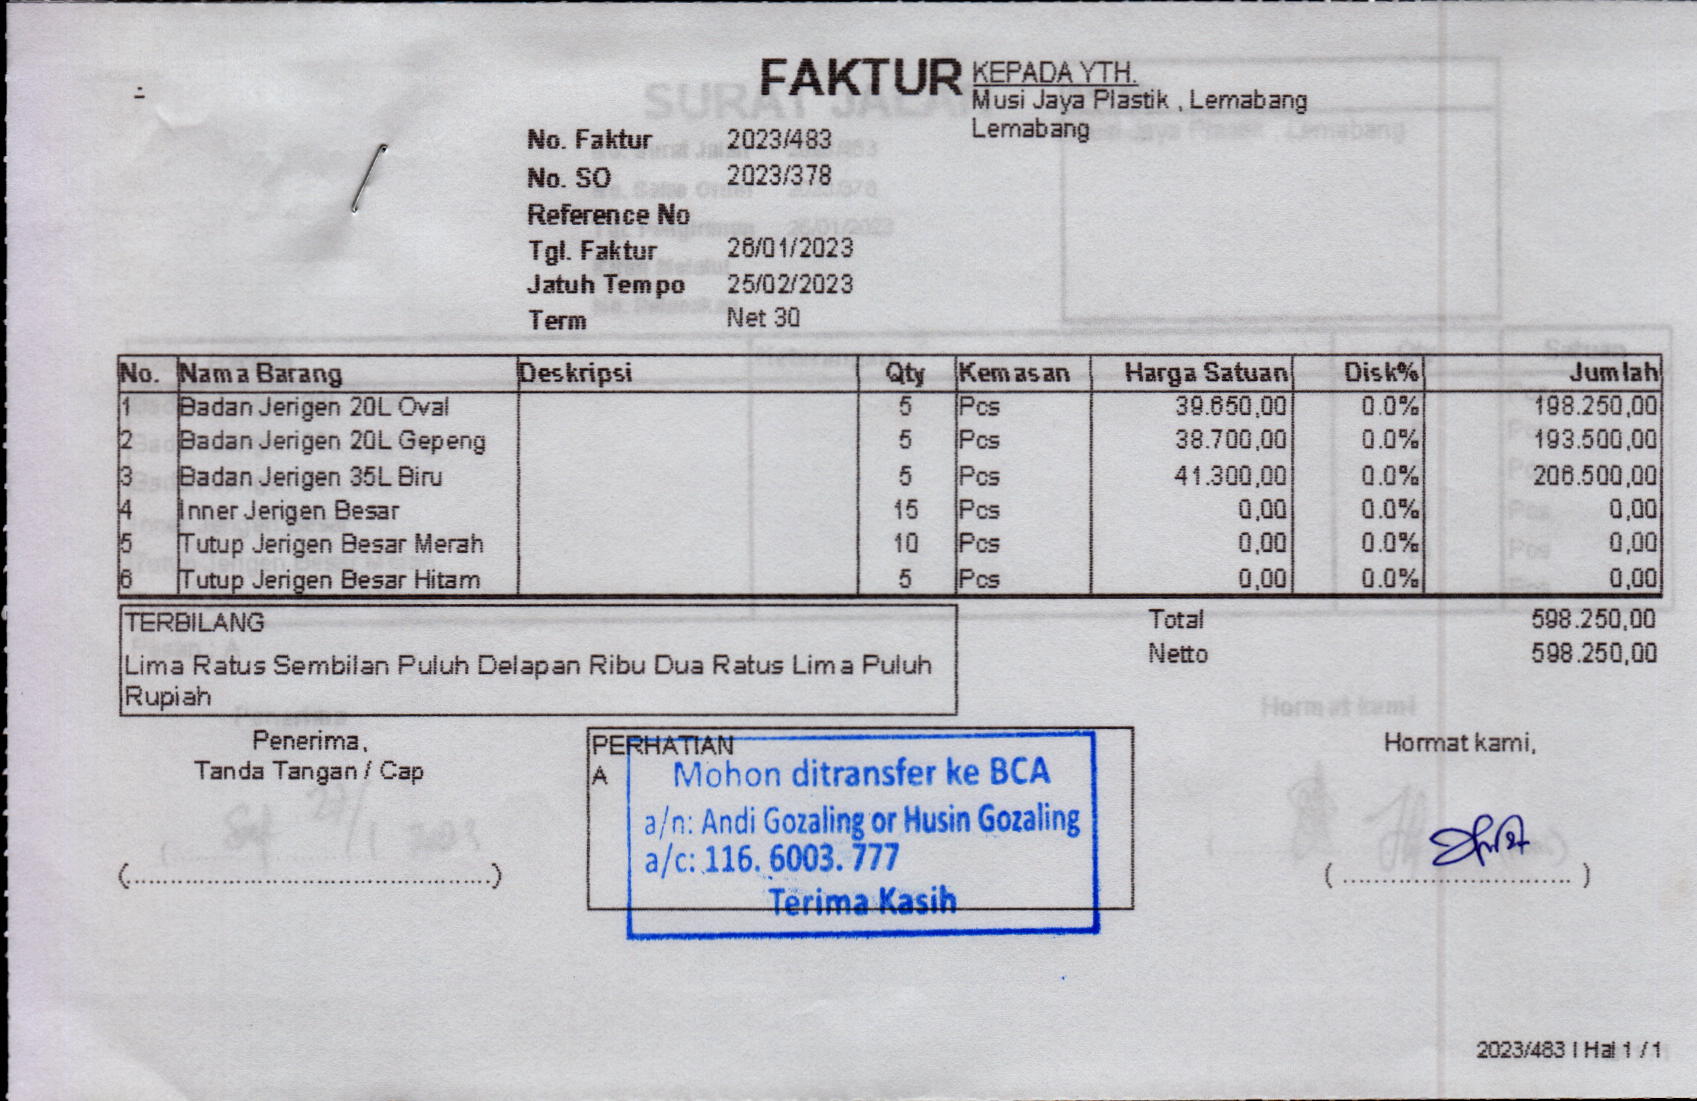 FAKTUR
KEPADA YTH.
Musi Jaya Plastik , Lemabang
Lemabang
No. Faktur 2023/483
No. SO 2023/378
Reference No
Tgl. Faktur 26/01/2023
Jatuh Tempo 25/02/2023
Term Net 30
No. Nama Barang Deskripsi Qty Kemasan Harga Satuan Disk% Jumlah
1 Badan Jerigen 20L Oval 5 Pcs 39.650,00 0.0% 198.250,00
2 Badan Jerigen 20L Gepeng 5 Pcs 38.700,00 0.0% 193.500,00
3 Badan Jerigen 35L Biru 5 Pcs 41.300,00 0.0% 206.500,00
4 Inner Jerigen Besar 15 Pcs 0,00 0.0% 0,00
5 Tutup Jerigen Besar Merah 10 Pcs 0,00 0.0% 0,00
6 Tutup Jerigen Besar Hitam 5 Pcs 0,00 0.0% 0,00
TERBILANG
Lima Ratus Sembilan Puluh Delapan Ribu Dua Ratus Lima Puluh
Rupiah
Total 598.250,00
Netto 598.250,00
Penerima,
Tanda Tangan / Cap
(..........................................)
PERHATIAN
A
Mohon ditransfer ke BCA
a/n: Andi Gozaling or Husin Gozaling
a/c: 116. 6003. 777
Terima Kasih
Hormat kami,
( ........................... )
2023/483 | Hal 1 / 1